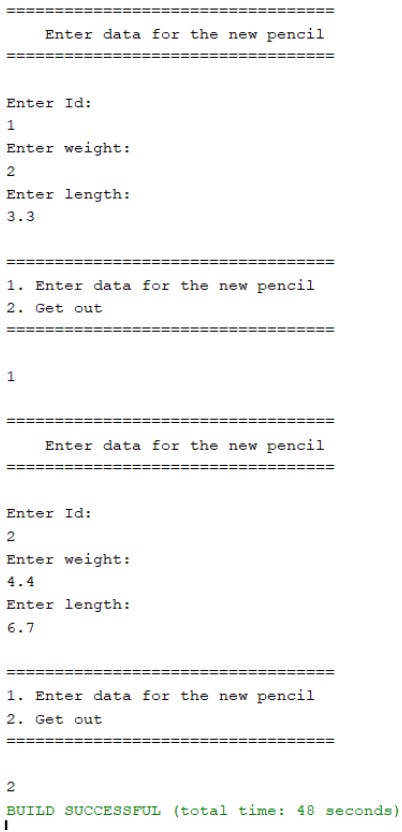 ==================================
    Enter data for the new pencil
==================================
Enter Id:
1
Enter weight:
2
Enter length:
3.3
==================================
1. Enter data for the new pencil
2. Get out
==================================
1
==================================
    Enter data for the new pencil
==================================
Enter Id:
2
Enter weight:
4.4
Enter length:
6.7
==================================
1. Enter data for the new pencil
2. Get out
==================================
2
BUILD SUCCESSFUL (total time: 48 seconds)